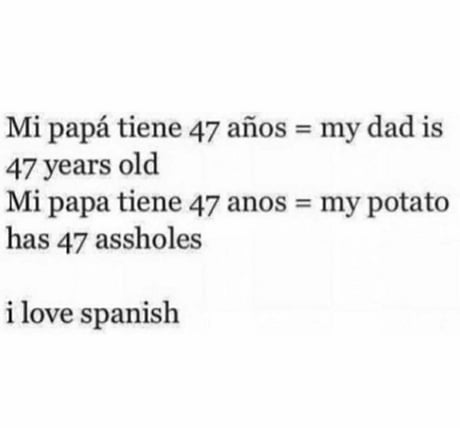 Mi papá tiene 47 años = my dad is
47 years old
Mi papa tiene 47 anos = my potato
has 47 assholes
i love spanish